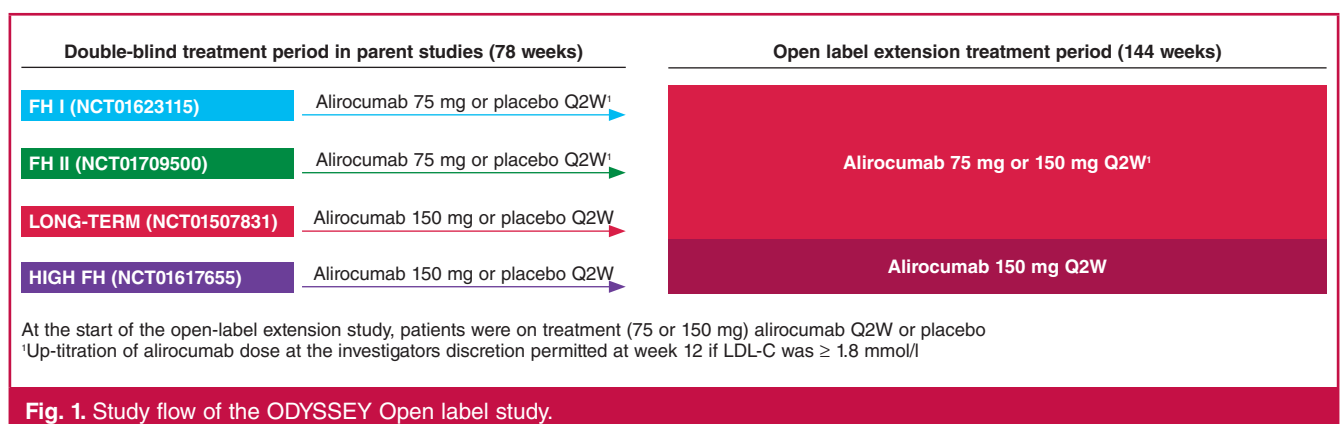 Double-blind treatment period in parent studies (78 weeks)
Open label extension treatment period (144 weeks)
FH I (NCT01623115)
Alirocumab 75 mg or placebo Q2W¹
FH II (NCT01709500)
Alirocumab 75 mg or placebo Q2W¹
LONG-TERM (NCT01507831)
Alirocumab 150 mg or placebo Q2W
HIGH FH (NCT01617655)
Alirocumab 150 mg or placebo Q2W
Alirocumab 75 mg or 150 mg Q2W¹
Alirocumab 150 mg Q2W
At the start of the open-label extension study, patients were on treatment (75 or 150 mg) alirocumab Q2W or placebo
¹Up-titration of alirocumab dose at the investigators discretion permitted at week 12 if LDL-C was ≥ 1.8 mmol/l
Fig. 1. Study flow of the ODYSSEY Open label study.